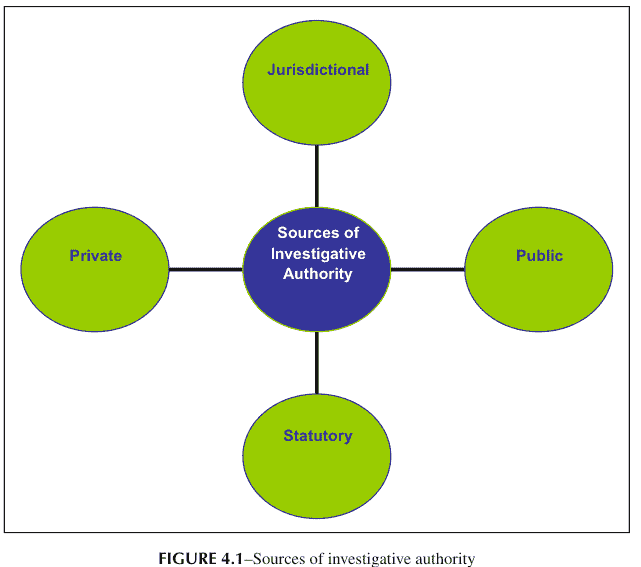 Jurisdictional
Private
Sources of
Investigative
Authority
Public
Statutory
FIGURE 4.1–Sources of investigative authority